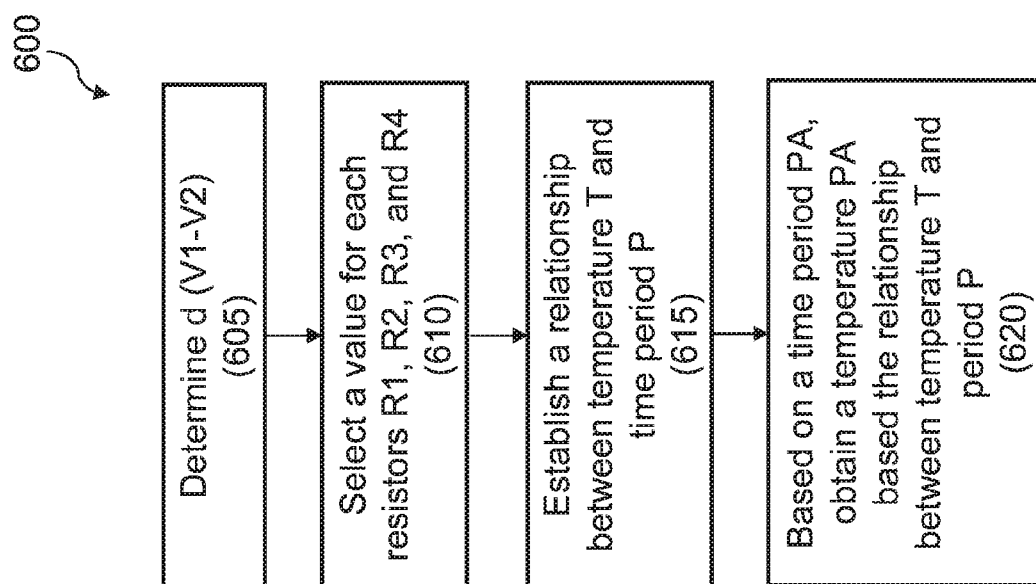 600
Determine d (V1-V2)
(605)
Select a value for each
resistors R1, R2, R3, and R4
(610)
Establish a relationship
between temperature T and
time period P
(615)
Based on a time period PA,
obtain a temperature PA
based the relationship
between temperature T and
period P
(620)